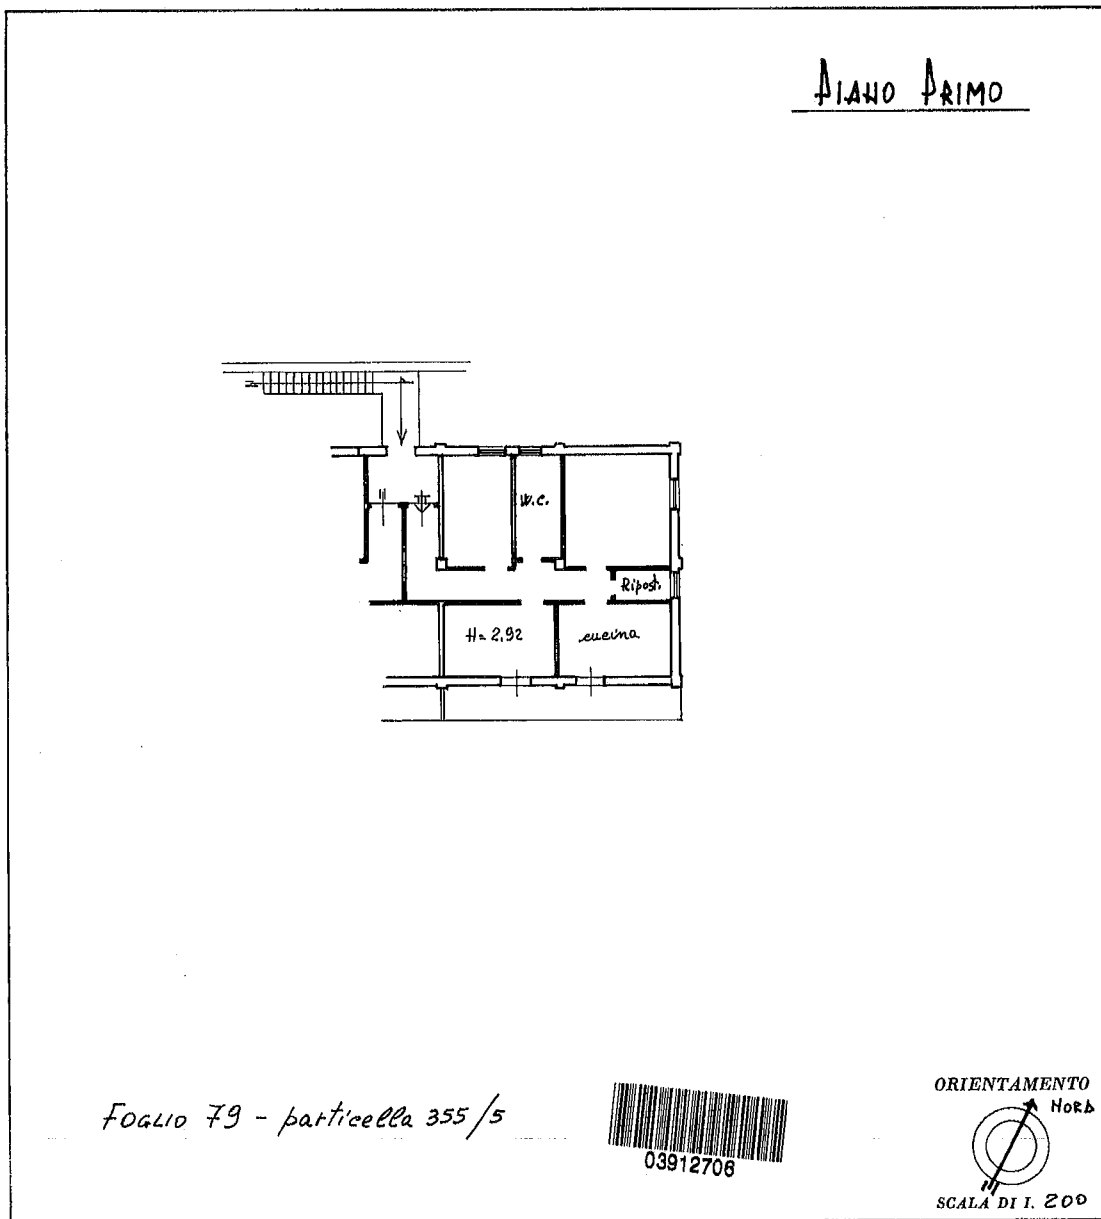 PIANO PRIMO
W.C.
Ripost.
H= 2,92
cucina
FOGLIO 79 - particella 355/5
03912706
ORIENTAMENTO
NORD
SCALA DI 1. 200